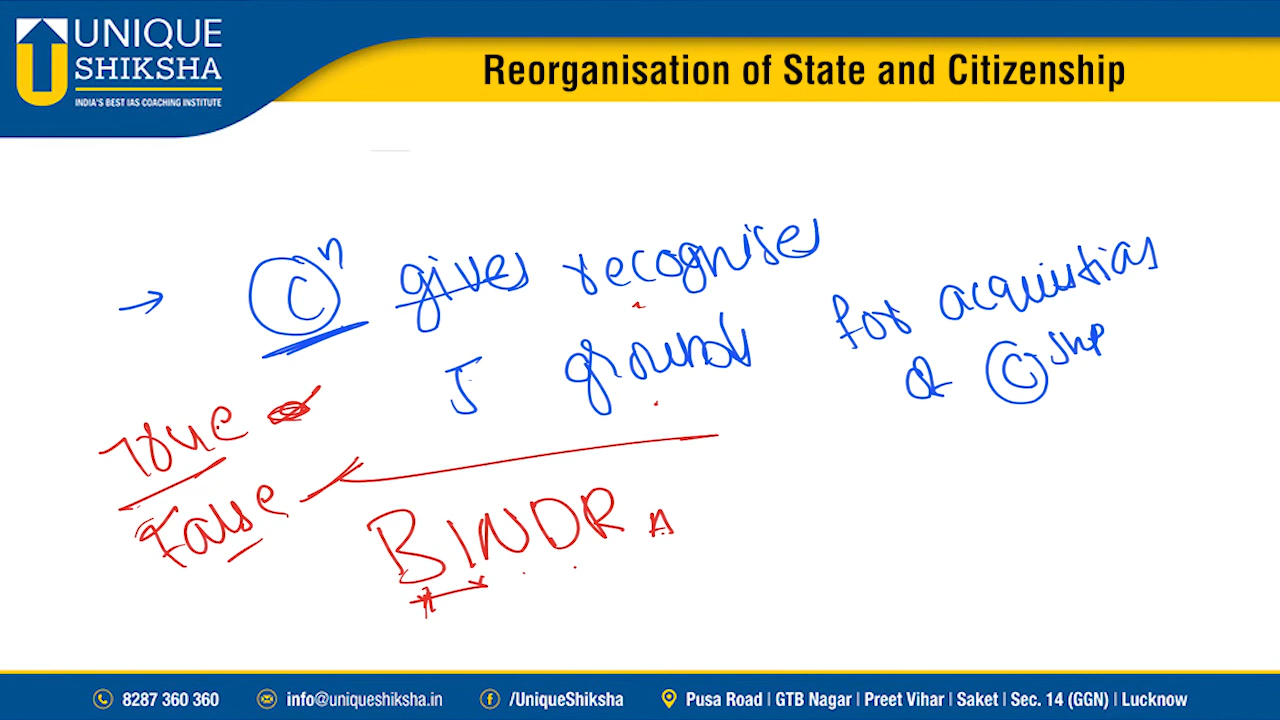 UNIQUE
SHIKSHA
INDIA'S BEST IAS COACHING INSTITUTE
Reorganisation of State and Citizenship
→ Cⁿ gives recognises
5 grounds for acquisition
of Cship
True
False
BINDRA
8287 360 360 info@uniqueshiksha.in /UniqueShiksha Pusa Road | GTB Nagar | Preet Vihar | Saket | Sec. 14 (GGN) | Lucknow